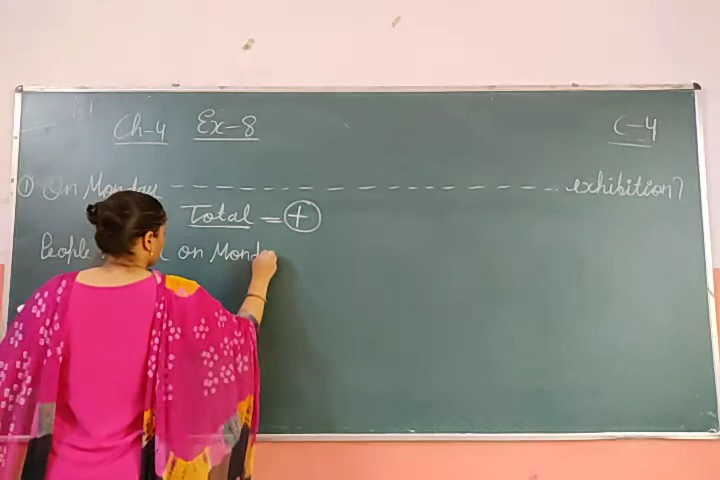 Ch-4 Ex-8 C-4
① On Monday - - - - - - - - - - - - - - exhibition?
Total = +
People on Mond